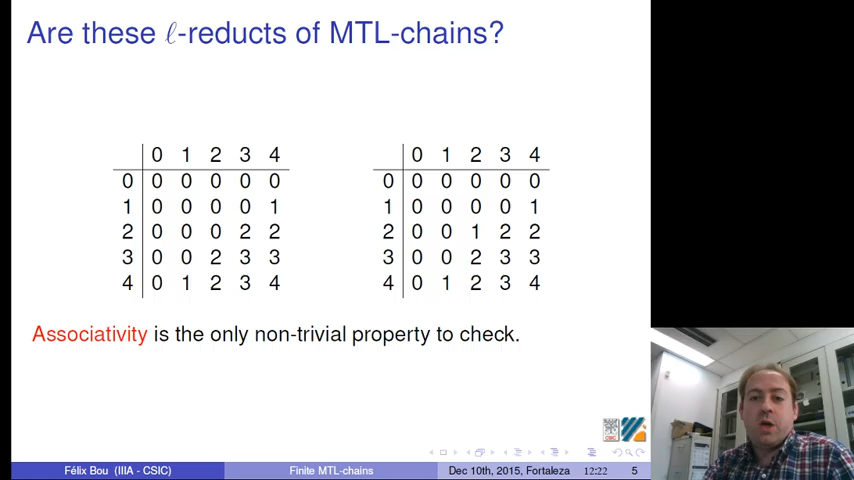 Are these ℓ-reducts of MTL-chains?
0 1 2 3 4
0 0 0 0 0 0
1 0 0 0 0 1
2 0 0 0 2 2
3 0 0 2 3 3
4 0 1 2 3 4
0 1 2 3 4
0 0 0 0 0 0
1 0 0 0 0 1
2 0 0 1 2 2
3 0 0 2 3 3
4 0 1 2 3 4
Associativity is the only non-trivial property to check.
CSIC
Félix Bou (IIIA - CSIC) Finite MTL-chains Dec 10th, 2015, Fortaleza 12:22 5